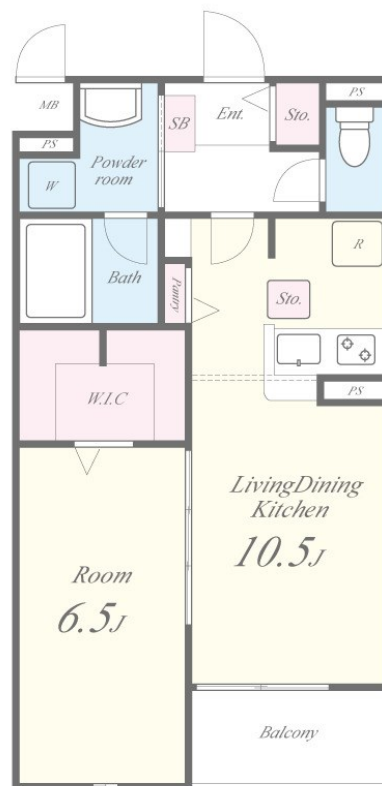 PS
MB
SB
Ent.
Sto.
PS
Powder
room
W
R
Bath
Pantry
Sto.
PS
W.I.C
LivingDining
Kitchen
10.5J
Room
6.5J
Balcony